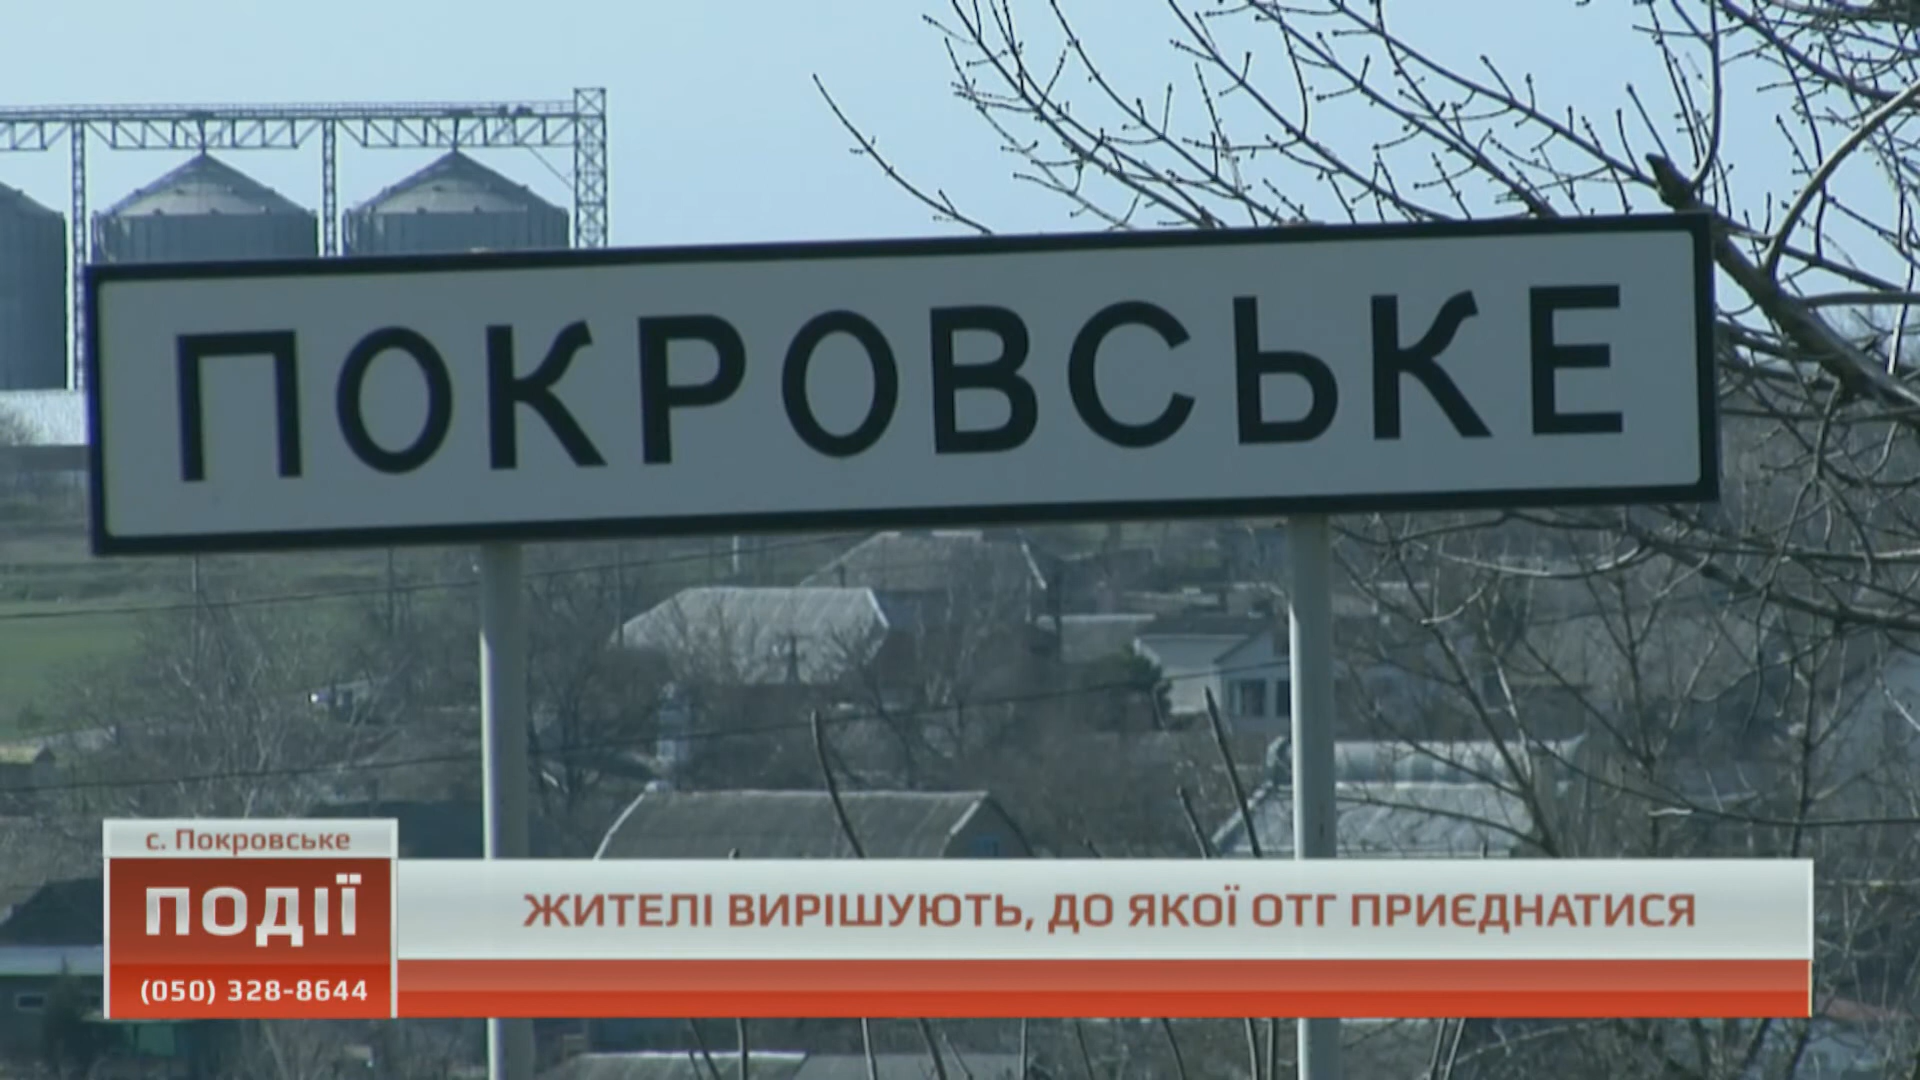 ПОКРОВСЬКЕ
с. Покровське
ПОДІЇ
ЖИТЕЛІ ВИРІШУЮТЬ, ДО ЯКОЇ ОТГ ПРИЄДНАТИСЯ
(050) 328-8644